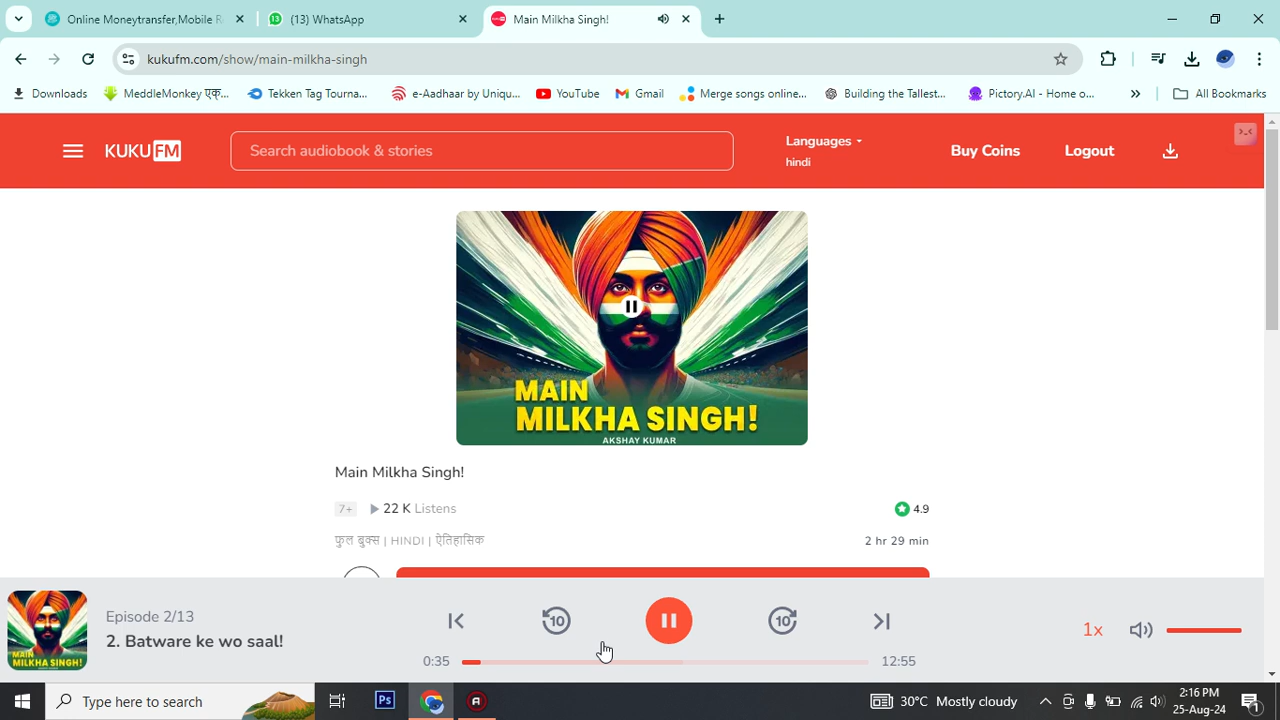 Online Moneytransfer,Mobile R
(13) WhatsApp
Main Milkha Singh!
kukufm.com/show/main-milkha-singh
Downloads
MeddleMonkey एक्...
Tekken Tag Tourna...
e-Aadhaar by Uniqu...
YouTube
Gmail
Merge songs online...
Building the Tallest...
Pictory.AI - Home o...
All Bookmarks
KUKU FM
Search audiobook & stories
Languages
hindi
Buy Coins
Logout
MAIN
MILKHA SINGH!
AKSHAY KUMAR
Main Milkha Singh!
7+ 22 K Listens
4.9
फुल बुक्स | HINDI | ऐतिहासिक
2 hr 29 min
MAIN
MILKHA SINGH!
Episode 2/13
2. Batware ke wo saal!
10
10
0:35
12:55
1x
Type here to search
Ps
30°C Mostly cloudy
2:16 PM
25-Aug-24
1